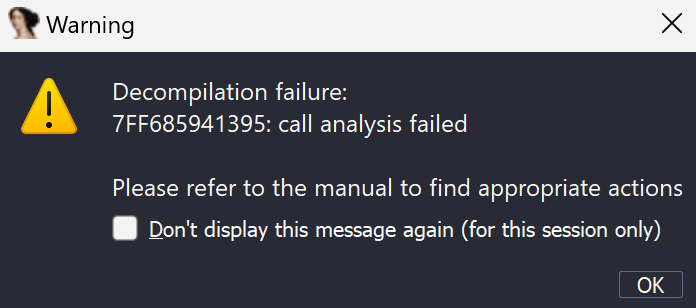 Warning
Decompilation failure:
7FF685941395: call analysis failed
Please refer to the manual to find appropriate actions
Don't display this message again (for this session only)
OK